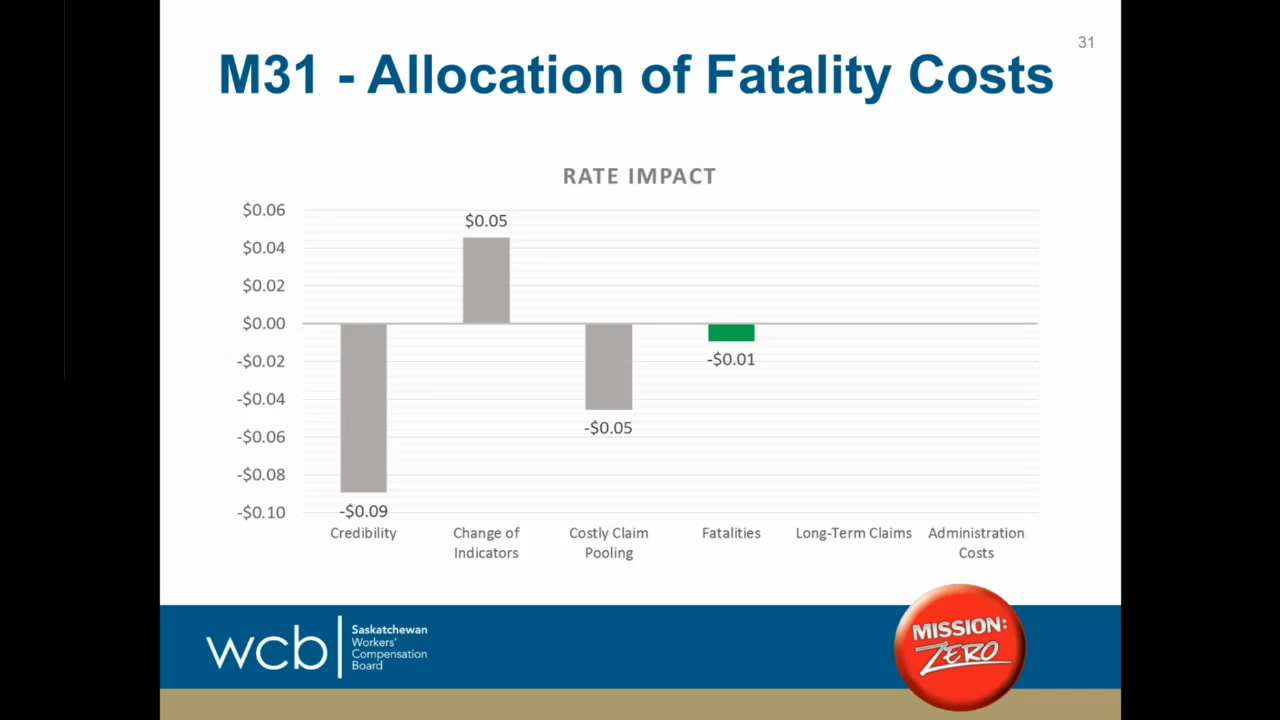 31
M31 - Allocation of Fatality Costs
RATE IMPACT
$0.06
$0.04
$0.02
$0.00
-$0.02
-$0.04
-$0.06
-$0.08
-$0.10
$0.05
-$0.01
-$0.05
-$0.09
Credibility
Change of
Indicators
Costly Claim
Pooling
Fatalities
Long-Term Claims
Administration
Costs
wcb
Saskatchewan
Workers'
Compensation
Board
MISSION:
ZERO